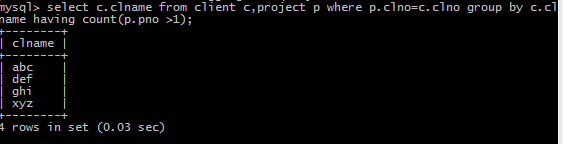 mysql> select c.clname from client c,project p where p.clno=c.clno group by c.cl
name having count(p.pno >1);
+--------+
| clname |
+--------+
| abc    |
| def    |
| ghi    |
| xyz    |
+--------+
4 rows in set (0.03 sec)